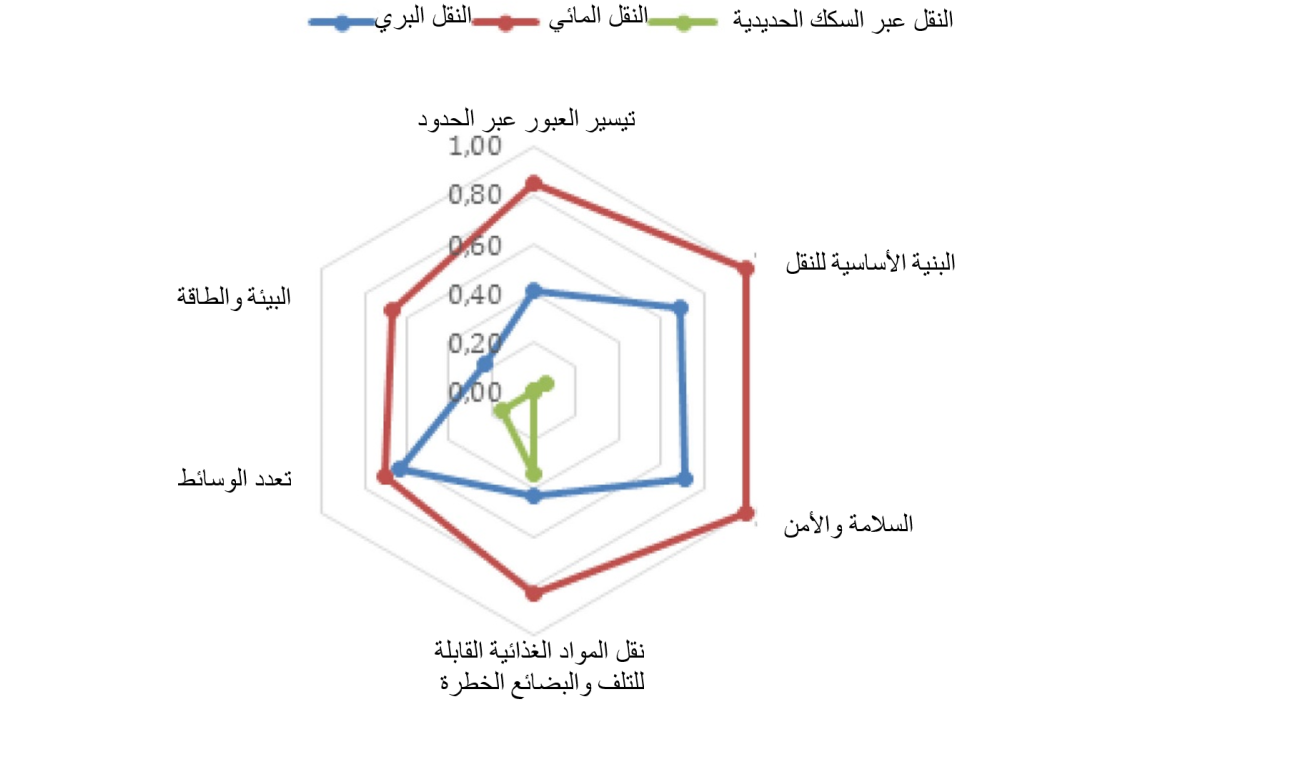 النقل البري
النقل المائي
النقل عبر السكك الحديدية
تيسير العبور عبر الحدود
1,00
0,80
0,60
0,40
0,20
0,00
البنية الأساسية للنقل
البيئة والطاقة
تعدد الوسائط
السلامة والأمن
نقل المواد الغذائية القابلة
للتلف والبضائع الخطرة